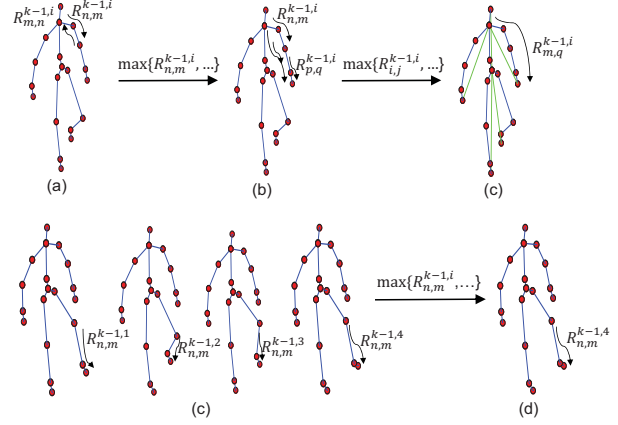 R_{m,n}^{k-1,i} R_{n,m}^{k-1,i}
max{R_{n,m}^{k-1,i}, ...}
R_{n,m}^{k-1,i}
R_{p,q}^{k-1,i}
max{R_{i,j}^{k-1,i}, ...}
R_{m,q}^{k-1,i}
(a)
(b)
(c)
R_{n,m}^{k-1,1}
R_{n,m}^{k-1,2}
R_{n,m}^{k-1,3}
R_{n,m}^{k-1,4}
max{R_{n,m}^{k-1,i}, ...}
R_{n,m}^{k-1,4}
(c)
(d)